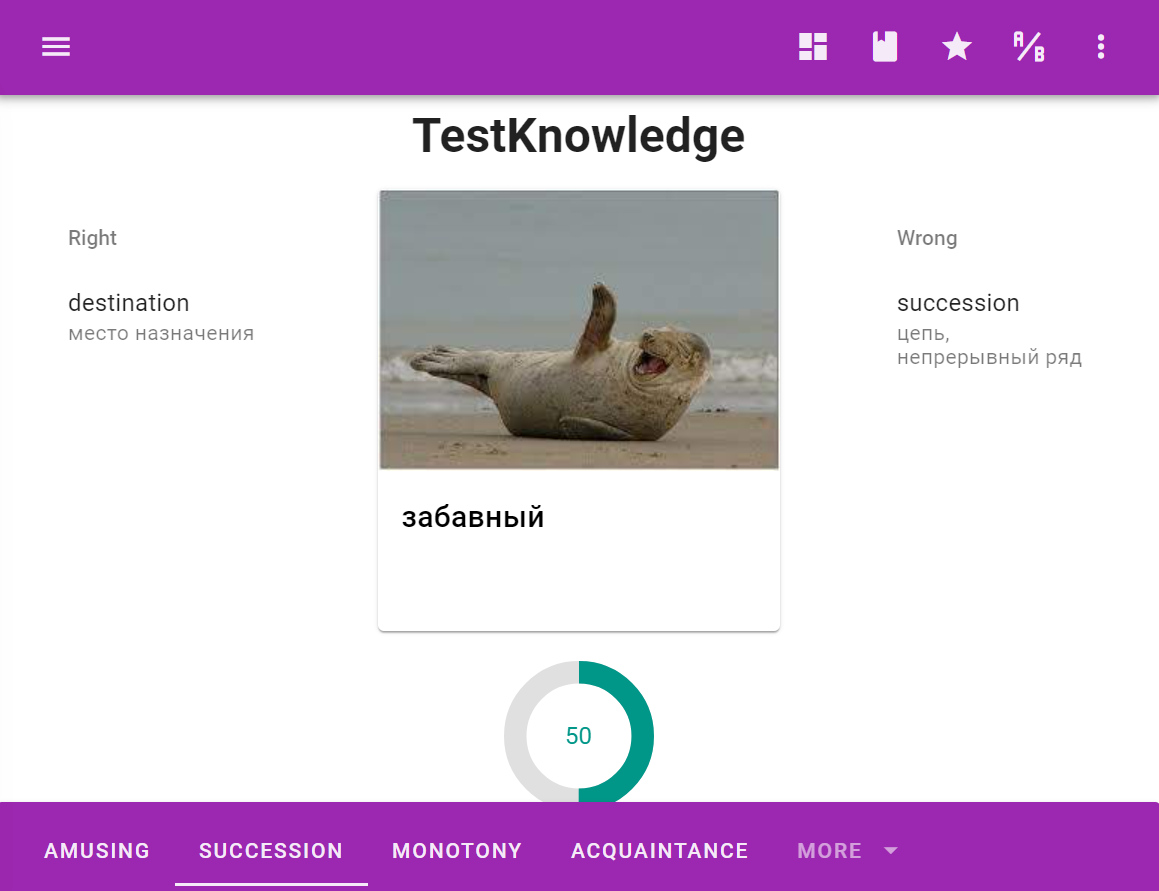 A/B
TestKnowledge
Right
destination
место назначения
Wrong
succession
цепь,
непрерывный ряд
забавный
50
AMUSING
SUCCESSION
MONOTONY
ACQUAINTANCE
MORE